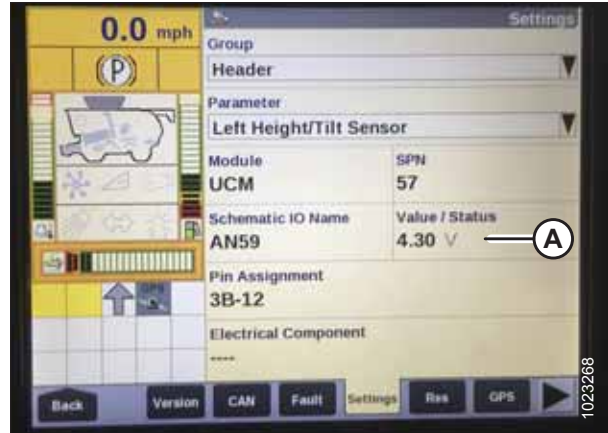 0.0 mph
Settings
(P)
Group
Header
Parameter
Left Height/Tilt Sensor
Module
SPN
UCM
57
Schematic IO Name
Value / Status
AN59
4.30 V
A
Pin Assignment
3B-12
Electrical Component
----
GPS
Back
Version
CAN
Fault
Settings
Res
GPS
1023268